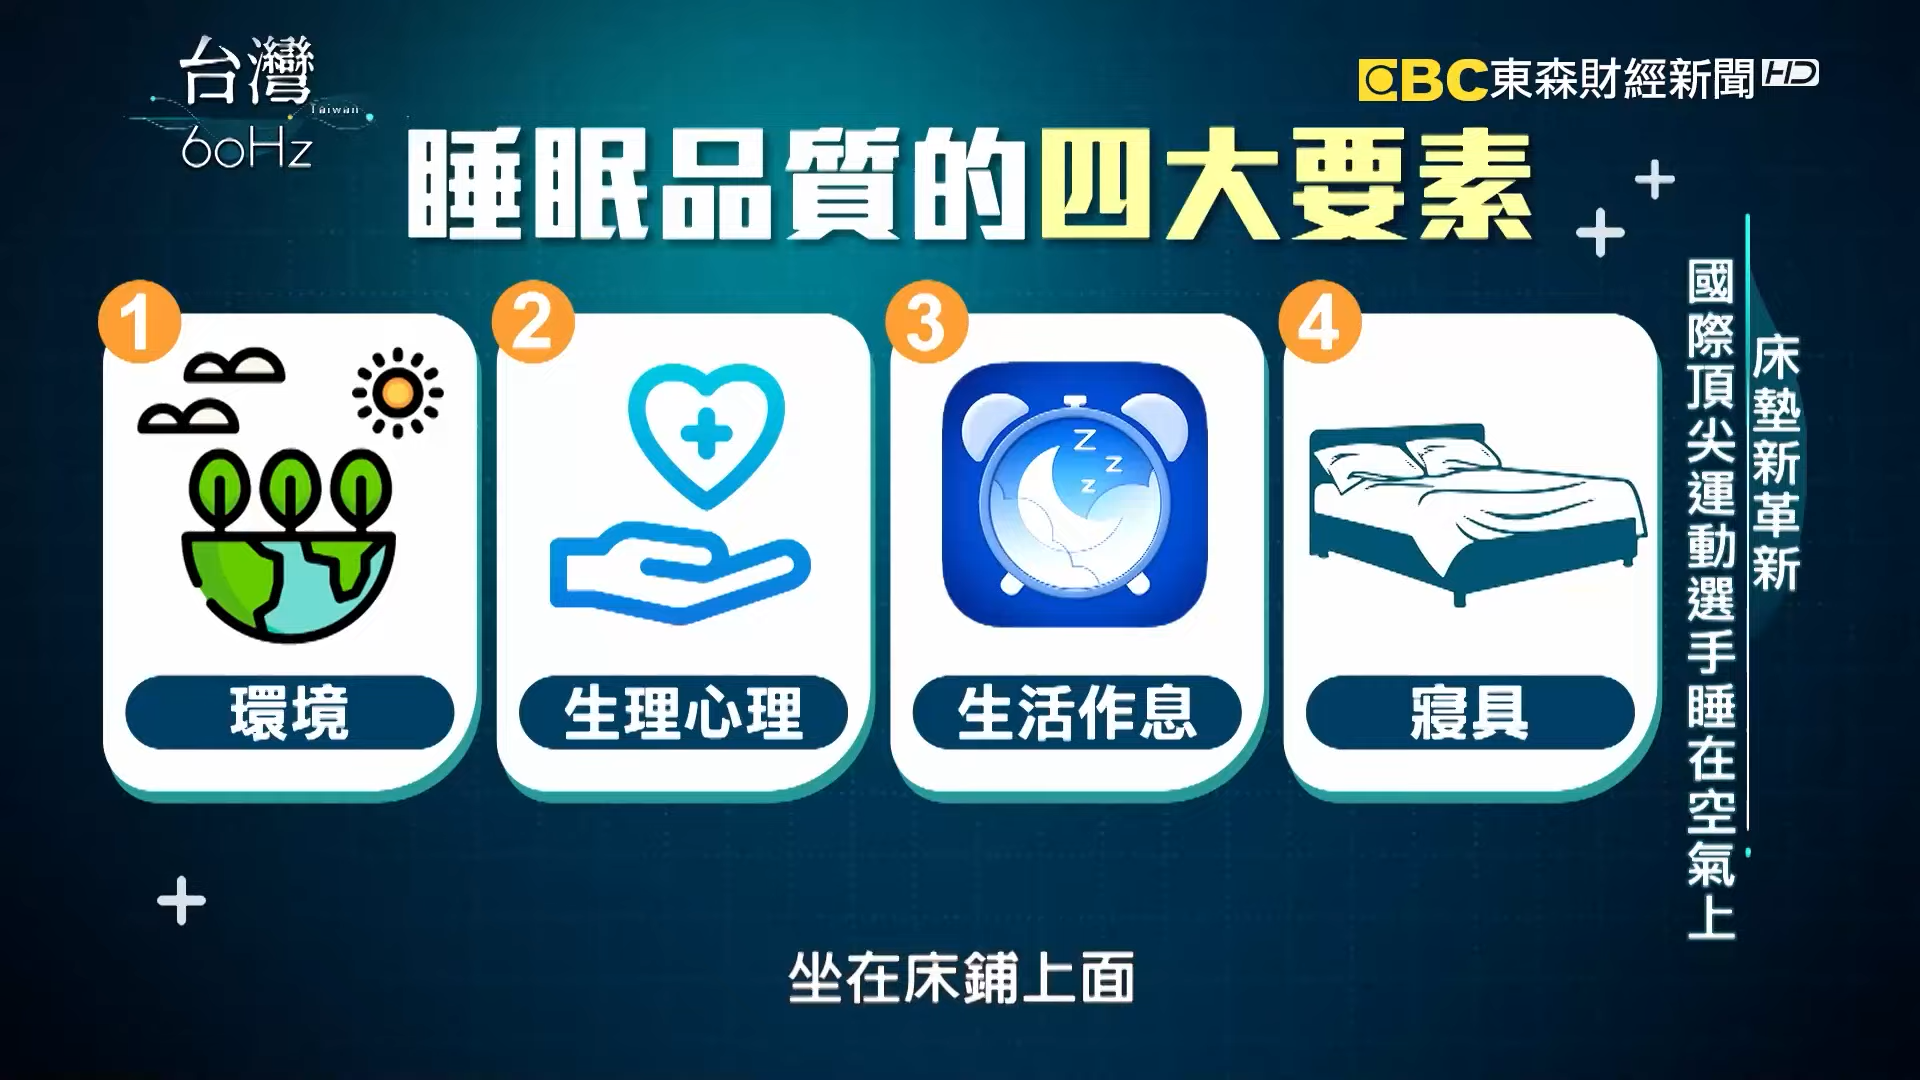 台灣
Taiwan
60Hz
EBC東森財經新聞HD
睡眠品質的四大要素
1
2
3
4
z
z
z
環境
生理心理
生活作息
寢具
床墊新革新
國際頂尖運動選手睡在空氣上
坐在床鋪上面